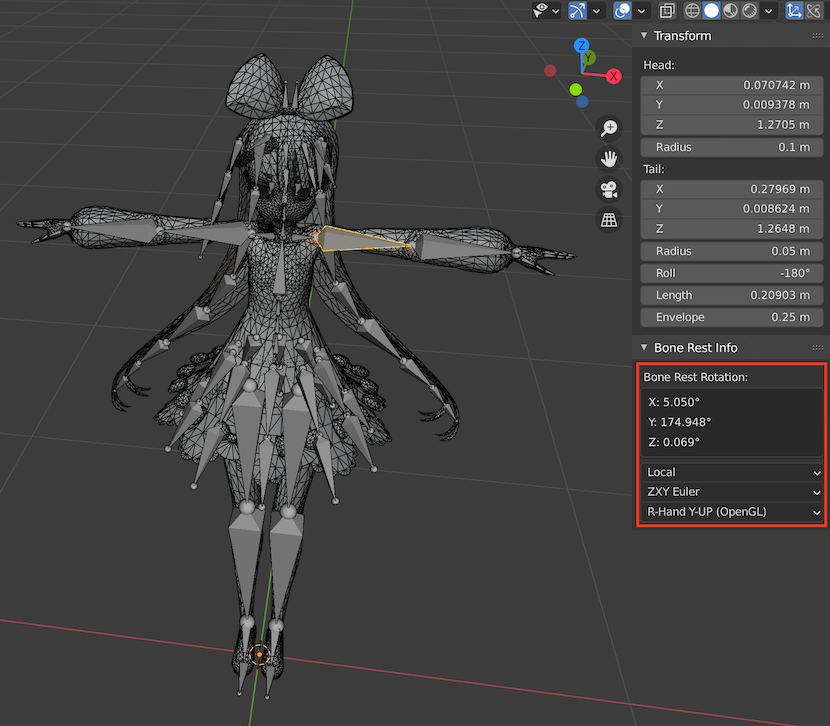 Transform
Z
Y
X
Head:
X 0.070742 m
Y 0.009378 m
Z 1.2705 m
Radius 0.1 m
Tail:
X 0.27969 m
Y 0.008624 m
Z 1.2648 m
Radius 0.05 m
Roll -180°
Length 0.20903 m
Envelope 0.25 m
Bone Rest Info
Bone Rest Rotation:
X: 5.050°
Y: 174.948°
Z: 0.069°
Local
ZXY Euler
R-Hand Y-UP (OpenGL)